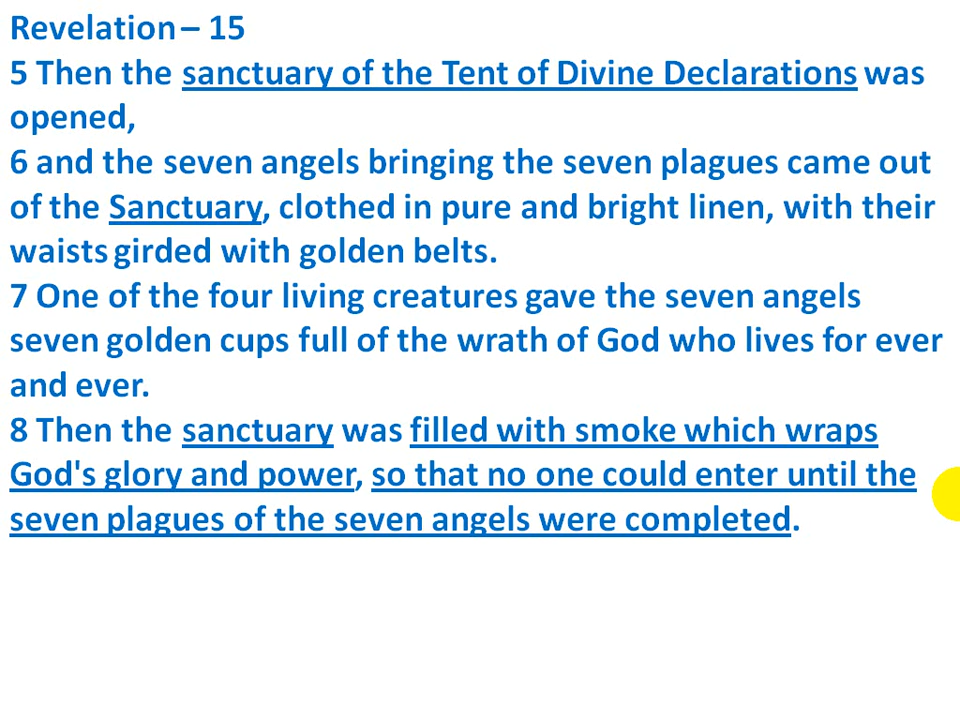 Revelation – 15
5 Then the sanctuary of the Tent of Divine Declarations was
opened,
6 and the seven angels bringing the seven plagues came out
of the Sanctuary, clothed in pure and bright linen, with their
waists girded with golden belts.
7 One of the four living creatures gave the seven angels
seven golden cups full of the wrath of God who lives for ever
and ever.
8 Then the sanctuary was filled with smoke which wraps
God's glory and power, so that no one could enter until the
seven plagues of the seven angels were completed.